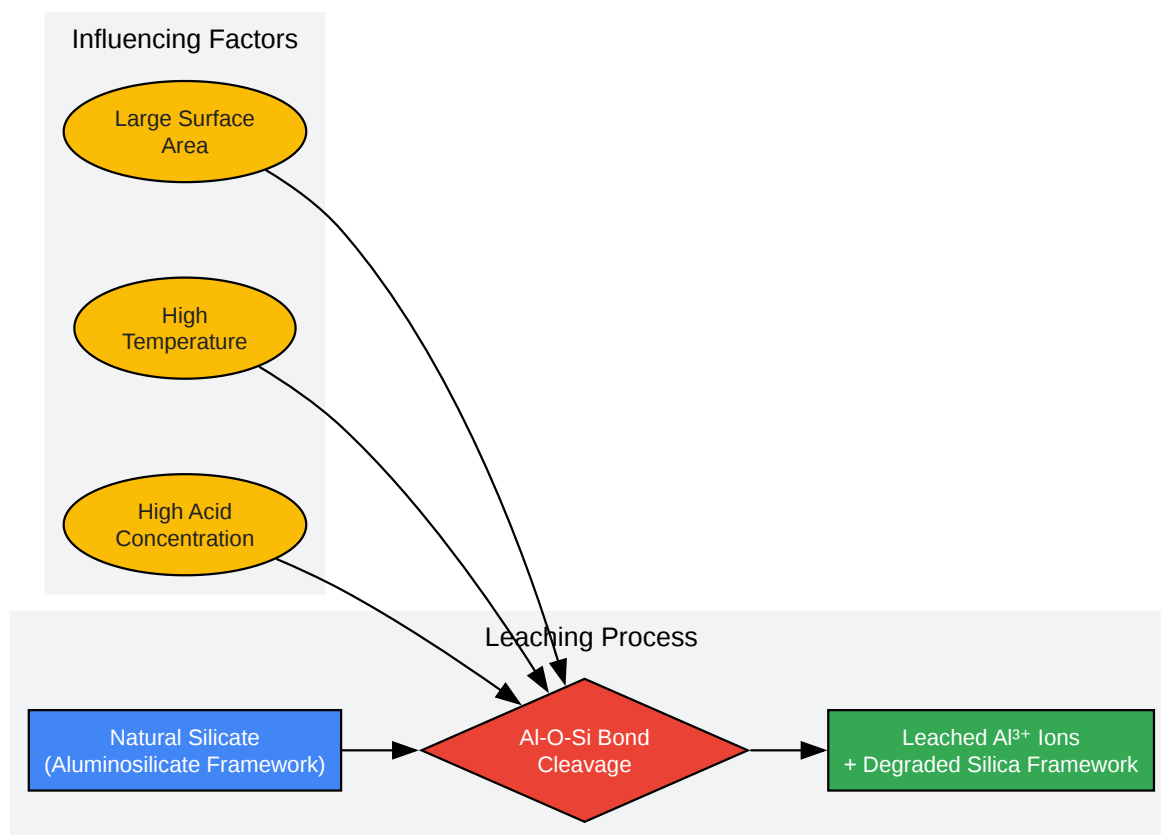 Influencing Factors
Large Surface
Area
High
Temperature
High Acid
Concentration
Leaching Process
Natural Silicate
(Aluminosilicate Framework)
Al-O-Si Bond
Cleavage
Leached Al³⁺ Ions
+ Degraded Silica Framework